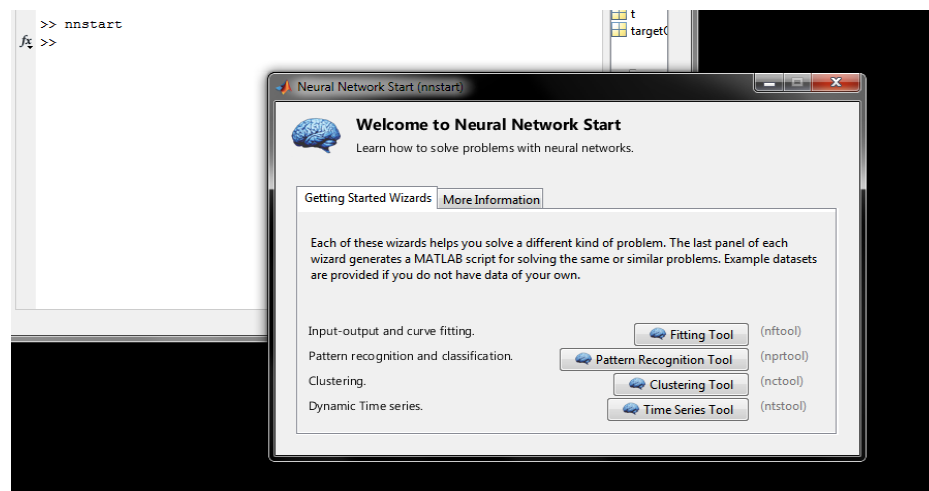 >> nnstart
fx >>
t
target
Neural Network Start (nnstart)
Welcome to Neural Network Start
Learn how to solve problems with neural networks.
Getting Started Wizards
More Information
Each of these wizards helps you solve a different kind of problem. The last panel of each
wizard generates a MATLAB script for solving the same or similar problems. Example datasets
are provided if you do not have data of your own.
Input-output and curve fitting. Fitting Tool (nftool)
Pattern recognition and classification. Pattern Recognition Tool (nprtool)
Clustering. Clustering Tool (nctool)
Dynamic Time series. Time Series Tool (ntstool)